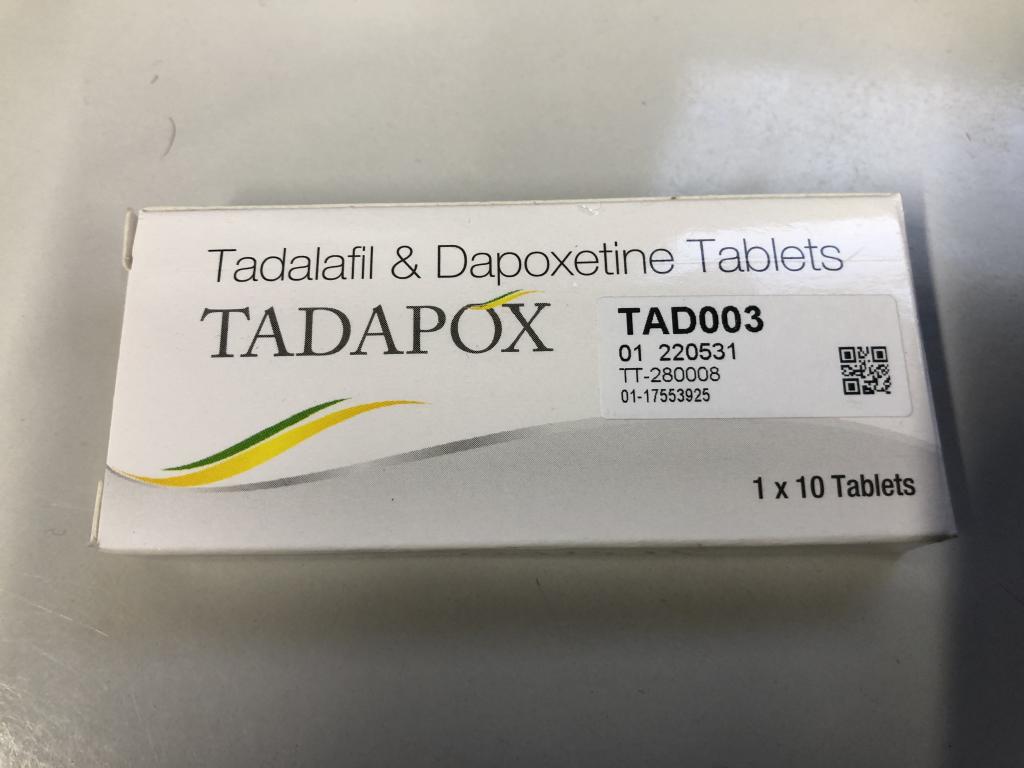 Tadalafil & Dapoxetine Tablets
TADAPOX
TAD003
01 220531
TT-280008
01-17553925
1 x 10 Tablets